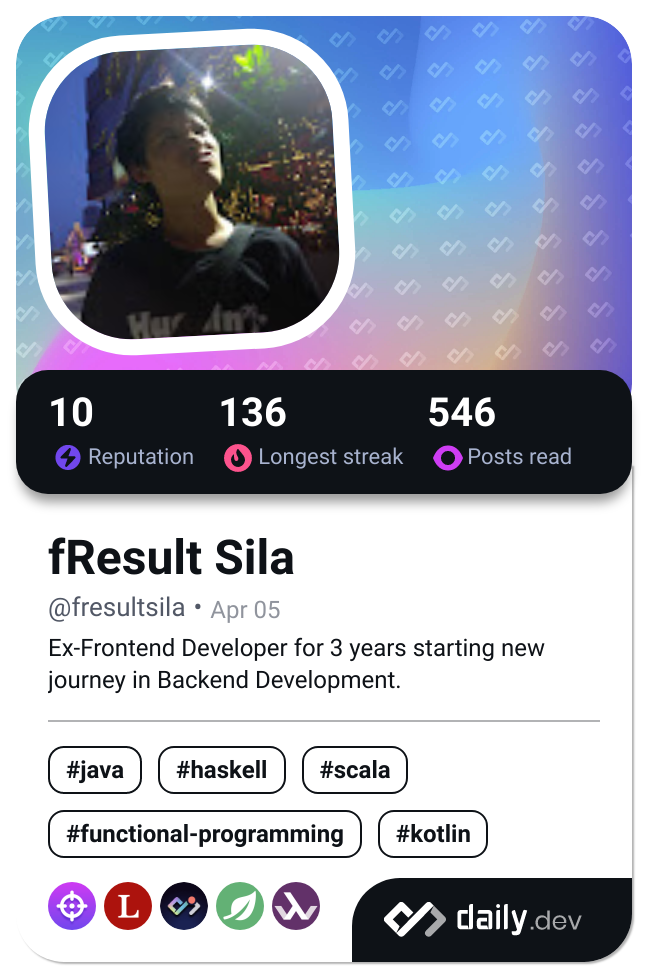 10 136 546
Reputation Longest streak Posts read
fResult Sila
@fresultsila • Apr 05
Ex-Frontend Developer for 3 years starting new
journey in Backend Development.
#java #haskell #scala
#functional-programming #kotlin
L
daily.dev